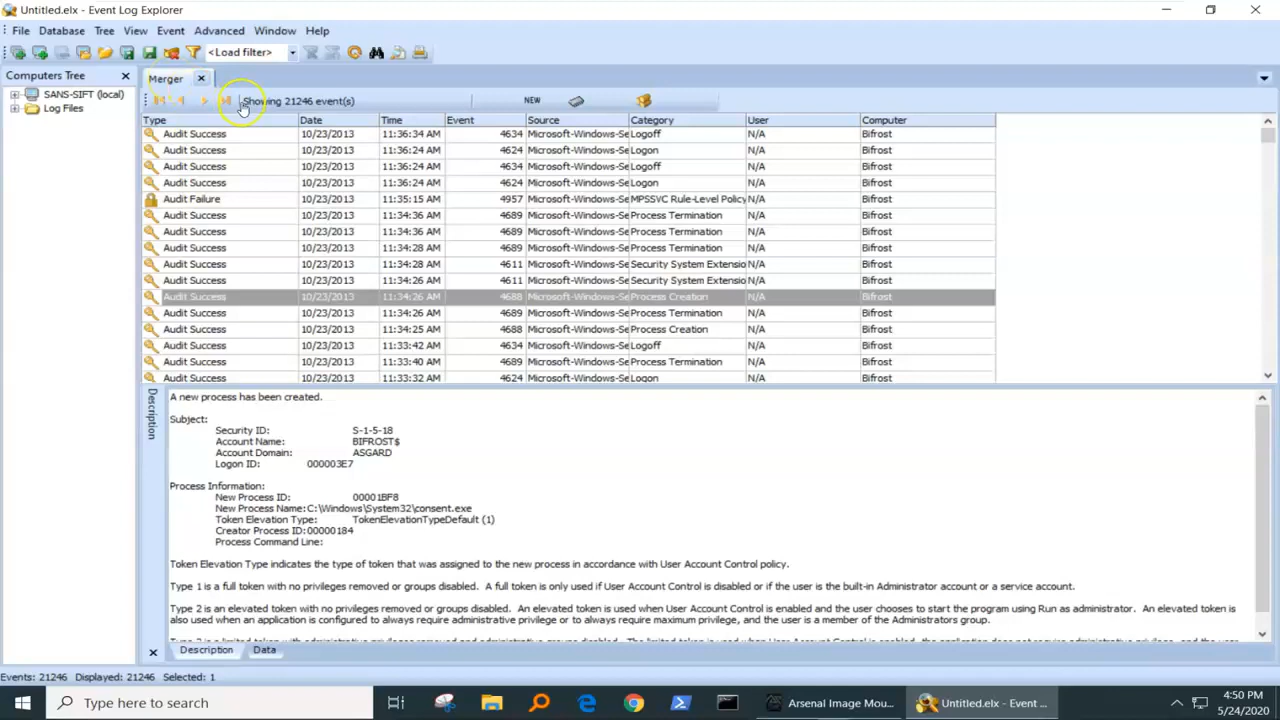 Untitled.elx - Event Log Explorer
File Database Tree View Event Advanced Window Help
<Load filter>
Computers Tree
SANS-SIFT (local)
Log Files
Merger
Showing 21246 event(s) NEW
Type Date Time Event Source Category User Computer
Audit Success 10/23/2013 11:36:34 AM 4634 Microsoft-Windows-Se Logoff N/A Bifrost
Audit Success 10/23/2013 11:36:24 AM 4624 Microsoft-Windows-Se Logon N/A Bifrost
Audit Success 10/23/2013 11:36:24 AM 4634 Microsoft-Windows-Se Logoff N/A Bifrost
Audit Success 10/23/2013 11:36:24 AM 4624 Microsoft-Windows-Se Logon N/A Bifrost
Audit Failure 10/23/2013 11:35:15 AM 4957 Microsoft-Windows-Se MPSSVC Rule-Level Policy N/A Bifrost
Audit Success 10/23/2013 11:34:36 AM 4689 Microsoft-Windows-Se Process Termination N/A Bifrost
Audit Success 10/23/2013 11:34:36 AM 4689 Microsoft-Windows-Se Process Termination N/A Bifrost
Audit Success 10/23/2013 11:34:28 AM 4689 Microsoft-Windows-Se Process Termination N/A Bifrost
Audit Success 10/23/2013 11:34:28 AM 4611 Microsoft-Windows-Se Security System Extensio N/A Bifrost
Audit Success 10/23/2013 11:34:26 AM 4611 Microsoft-Windows-Se Security System Extensio N/A Bifrost
Audit Success 10/23/2013 11:34:26 AM 4688 Microsoft-Windows-Se Process Creation N/A Bifrost
Audit Success 10/23/2013 11:34:26 AM 4689 Microsoft-Windows-Se Process Termination N/A Bifrost
Audit Success 10/23/2013 11:34:25 AM 4688 Microsoft-Windows-Se Process Creation N/A Bifrost
Audit Success 10/23/2013 11:33:42 AM 4634 Microsoft-Windows-Se Logoff N/A Bifrost
Audit Success 10/23/2013 11:33:40 AM 4689 Microsoft-Windows-Se Process Termination N/A Bifrost
Audit Success 10/23/2013 11:33:32 AM 4624 Microsoft-Windows-Se Logon N/A Bifrost
Description
A new process has been created.
Subject:
Security ID: S-1-5-18
Account Name: BIFROST$
Account Domain: ASGARD
Logon ID: 000003E7
Process Information:
New Process ID: 00001BF8
New Process Name: C:\Windows\System32\consent.exe
Token Elevation Type: TokenElevationTypeDefault (1)
Creator Process ID: 00000184
Process Command Line:
Token Elevation Type indicates the type of token that was assigned to the new process in accordance with User Account Control policy.
Type 1 is a full token with no privileges removed or groups disabled. A full token is only used if User Account Control is disabled or if the user is the built-in Administrator account or a service account.
Type 2 is an elevated token with no privileges removed or groups disabled. An elevated token is used when User Account Control is enabled and the user chooses to start the program using Run as administrator. An elevated token is
also used when an application is configured to always require administrative privilege or to always require maximum privilege, and the user is a member of the Administrators group.
Description Data
Events: 21246 Displayed: 21246 Selected: 1
Type here to search
Arsenal Image Mou...
Untitled.elx - Event ...
4:50 PM
5/24/2020